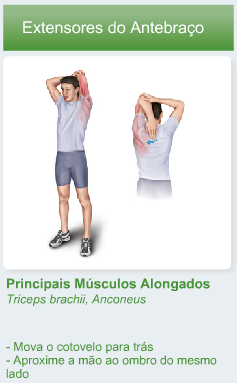 Extensores do Antebraço
Principais Músculos Alongados
Triceps brachii, Anconeus
- Mova o cotovelo para trás
- Aproxime a mão ao ombro do mesmo
lado